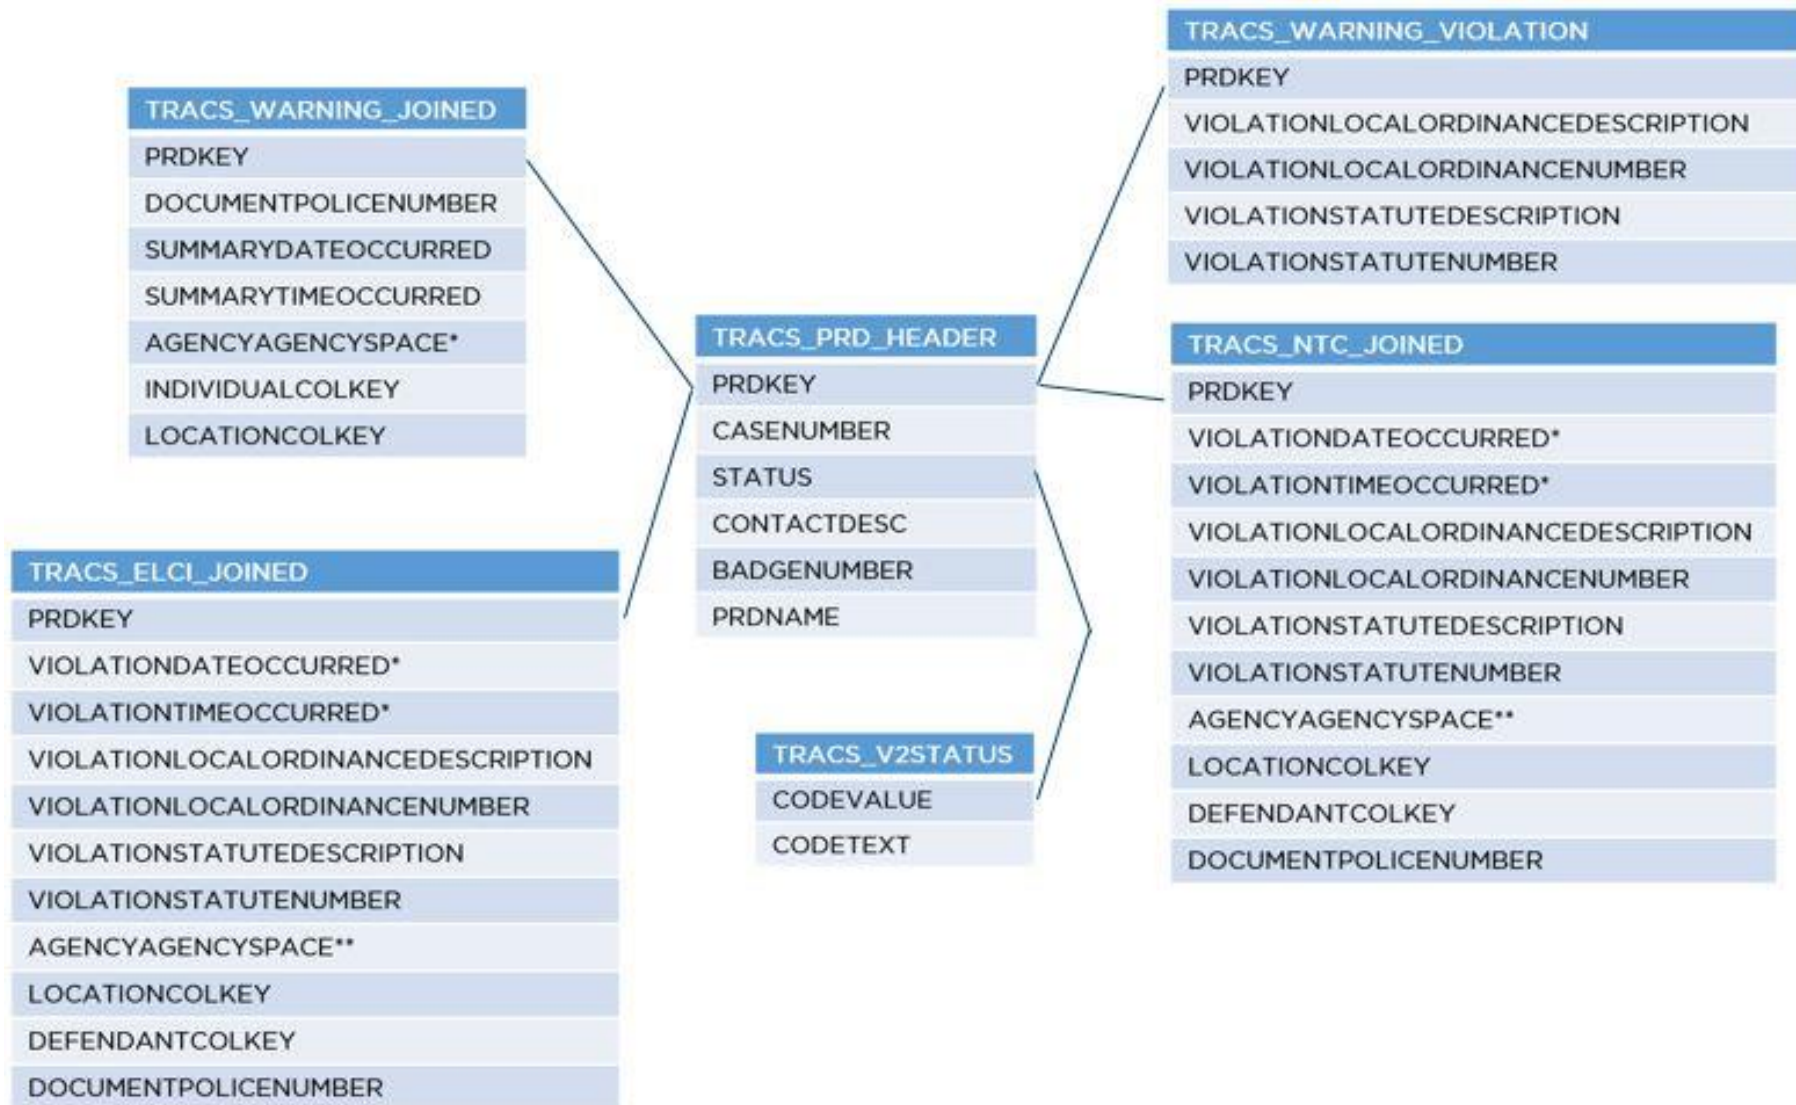 TRACS_WARNING_JOINED
PRDKEY
DOCUMENTPOLICENUMBER
SUMMARYDATEOCCURRED
SUMMARYTIMEOCCURRED
AGENCYAGENCYSPACE*
INDIVIDUALCOLKEY
LOCATIONCOLKEY
TRACS_ELCI_JOINED
PRDKEY
VIOLATIONDATEOCCURRED*
VIOLATIONTIMEOCCURRED*
VIOLATIONLOCALORDINANCEDESCRIPTION
VIOLATIONLOCALORDINANCENUMBER
VIOLATIONSTATUTEDESCRIPTION
VIOLATIONSTATUTENUMBER
AGENCYAGENCYSPACE**
LOCATIONCOLKEY
DEFENDANTCOLKEY
DOCUMENTPOLICENUMBER
TRACS_PRD_HEADER
PRDKEY
CASENUMBER
STATUS
CONTACTDESC
BADGENUMBER
PRDNAME
TRACS_V2STATUS
CODEVALUE
CODETEXT
TRACS_WARNING_VIOLATION
PRDKEY
VIOLATIONLOCALORDINANCEDESCRIPTION
VIOLATIONLOCALORDINANCENUMBER
VIOLATIONSTATUTEDESCRIPTION
VIOLATIONSTATUTENUMBER
TRACS_NTC_JOINED
PRDKEY
VIOLATIONDATEOCCURRED*
VIOLATIONTIMEOCCURRED*
VIOLATIONLOCALORDINANCEDESCRIPTION
VIOLATIONLOCALORDINANCENUMBER
VIOLATIONSTATUTEDESCRIPTION
VIOLATIONSTATUTENUMBER
AGENCYAGENCYSPACE**
LOCATIONCOLKEY
DEFENDANTCOLKEY
DOCUMENTPOLICENUMBER